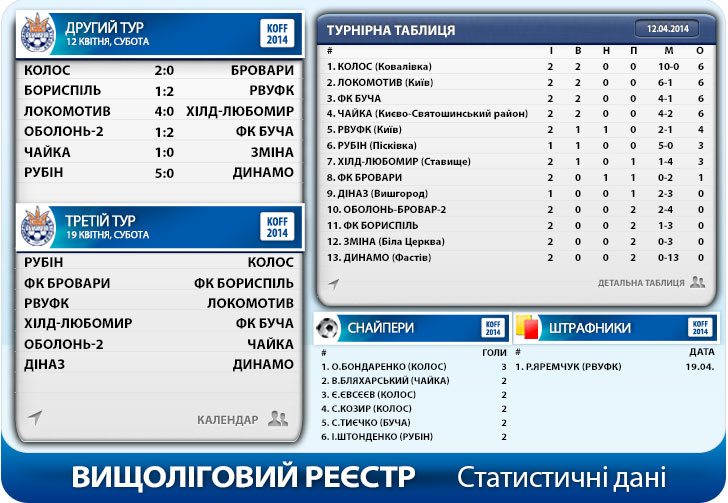 ДРУГИЙ ТУР
12 КВІТНЯ, СУБОТА
KOFF 2014
КОЛОС 2:0 БРОВАРИ
БОРИСПІЛЬ 1:2 РВУФК
ЛОКОМОТИВ 4:0 ХІЛД-ЛЮБОМИР
ОБОЛОНЬ-2 1:2 ФК БУЧА
ЧАЙКА 1:0 ЗМІНА
РУБІН 5:0 ДИНАМО
ТРЕТІЙ ТУР
19 КВІТНЯ, СУБОТА
KOFF 2014
РУБІН КОЛОС
ФК БРОВАРИ ФК БОРИСПІЛЬ
РВУФК ЛОКОМОТИВ
ХІЛД-ЛЮБОМИР ФК БУЧА
ОБОЛОНЬ-2 ЧАЙКА
ДІНАЗ ДИНАМО
КАЛЕНДАР
ТУРНІРНА ТАБЛИЦЯ 12.04.2014
# І В Н П М О
1. КОЛОС (Ковалівка) 2 2 0 0 10-0 6
2. ЛОКОМОТИВ (Київ) 2 2 0 0 6-1 6
3. ФК БУЧА 2 2 0 0 4-1 6
4. ЧАЙКА (Києво-Святошинський район) 2 2 0 0 4-2 6
5. РВУФК (Київ) 2 1 1 0 2-1 4
6. РУБІН (Пісківка) 1 1 0 0 5-0 3
7. ХІЛД-ЛЮБОМИР (Ставище) 2 1 0 1 1-4 3
8. ФК БРОВАРИ 2 0 1 1 0-2 1
9. ДІНАЗ (Вишгород) 1 0 0 1 2-3 0
10. ОБОЛОНЬ-БРОВАР-2 2 0 0 2 2-4 0
11. ФК БОРИСПІЛЬ 2 0 0 2 1-3 0
12. ЗМІНА (Біла Церква) 2 0 0 2 0-3 0
13. ДИНАМО (Фастів) 2 0 0 2 0-13 0
ДЕТАЛЬНА ТАБЛИЦЯ
СНАЙПЕРИ KOFF 2014
# ГОЛИ
1. О.БОНДАРЕНКО (КОЛОС) 3
2. В.БЛЯХАРСЬКИЙ (ЧАЙКА) 2
3. Є.ЄВСЄЄВ (КОЛОС) 2
4. С.КОЗИР (КОЛОС) 2
5. С.ТИЄЧКО (БУЧА) 2
6. І.ШТОНДЕНКО (РУБІН) 2
ШТРАФНИКИ KOFF 2014
# ДАТА
1. Р.ЯРЕМЧУК (РВУФК) 19.04.
ВИЩОЛІГОВИЙ РЕЄСТР Статистичні дані